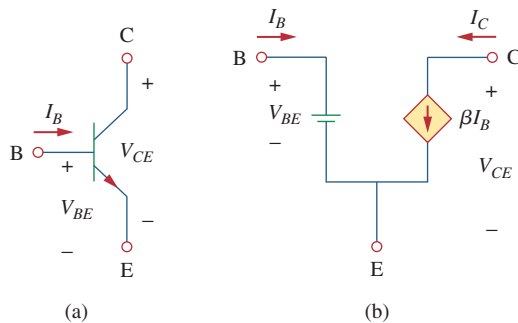 C
+
I_B
B
+
V_CE
V_BE
−
−
E
(a)
I_B
I_C
B
C
+
+
V_BE
βI_B
−
V_CE
−
E
(b)